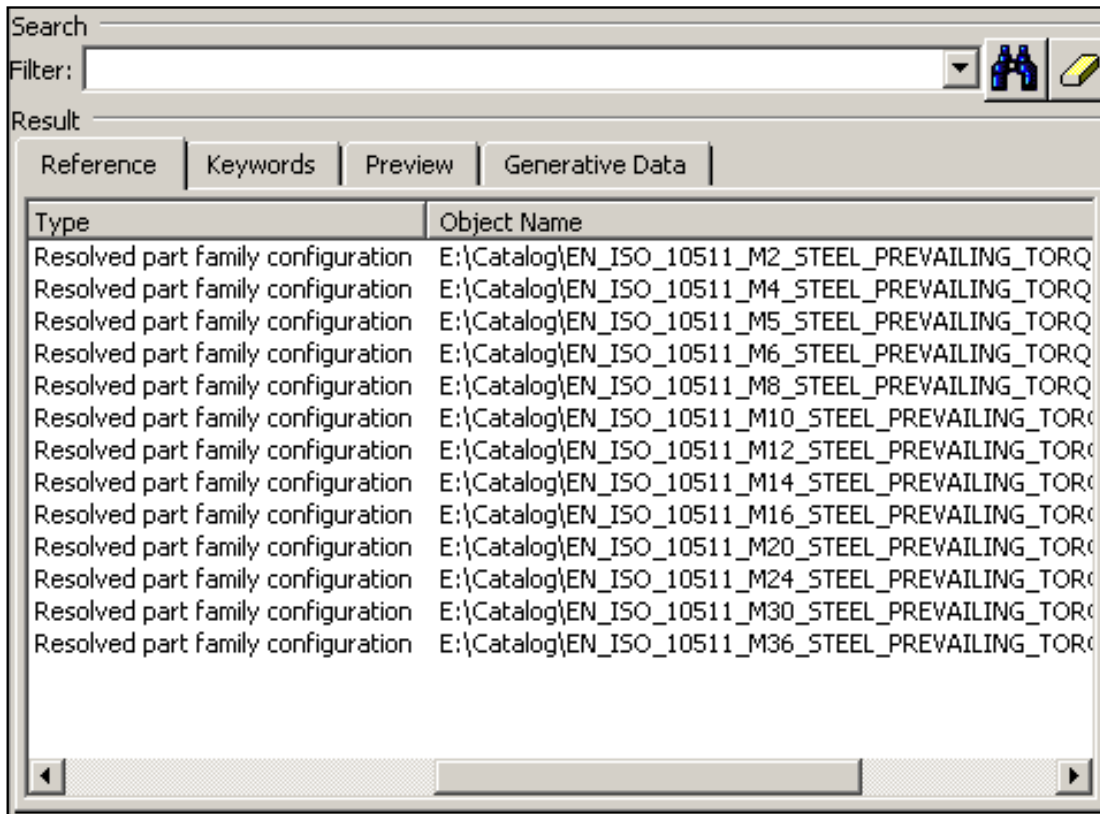 Search
Filter:
Result
Reference Keywords Preview Generative Data
Type Object Name
Resolved part family configuration E:\Catalog\EN_ISO_10511_M2_STEEL_PREVAILING_TORQ
Resolved part family configuration E:\Catalog\EN_ISO_10511_M4_STEEL_PREVAILING_TORQ
Resolved part family configuration E:\Catalog\EN_ISO_10511_M5_STEEL_PREVAILING_TORQ
Resolved part family configuration E:\Catalog\EN_ISO_10511_M6_STEEL_PREVAILING_TORQ
Resolved part family configuration E:\Catalog\EN_ISO_10511_M8_STEEL_PREVAILING_TORQ
Resolved part family configuration E:\Catalog\EN_ISO_10511_M10_STEEL_PREVAILING_TOR
Resolved part family configuration E:\Catalog\EN_ISO_10511_M12_STEEL_PREVAILING_TOR
Resolved part family configuration E:\Catalog\EN_ISO_10511_M14_STEEL_PREVAILING_TOR
Resolved part family configuration E:\Catalog\EN_ISO_10511_M16_STEEL_PREVAILING_TOR
Resolved part family configuration E:\Catalog\EN_ISO_10511_M20_STEEL_PREVAILING_TOR
Resolved part family configuration E:\Catalog\EN_ISO_10511_M24_STEEL_PREVAILING_TOR
Resolved part family configuration E:\Catalog\EN_ISO_10511_M30_STEEL_PREVAILING_TOR
Resolved part family configuration E:\Catalog\EN_ISO_10511_M36_STEEL_PREVAILING_TOR